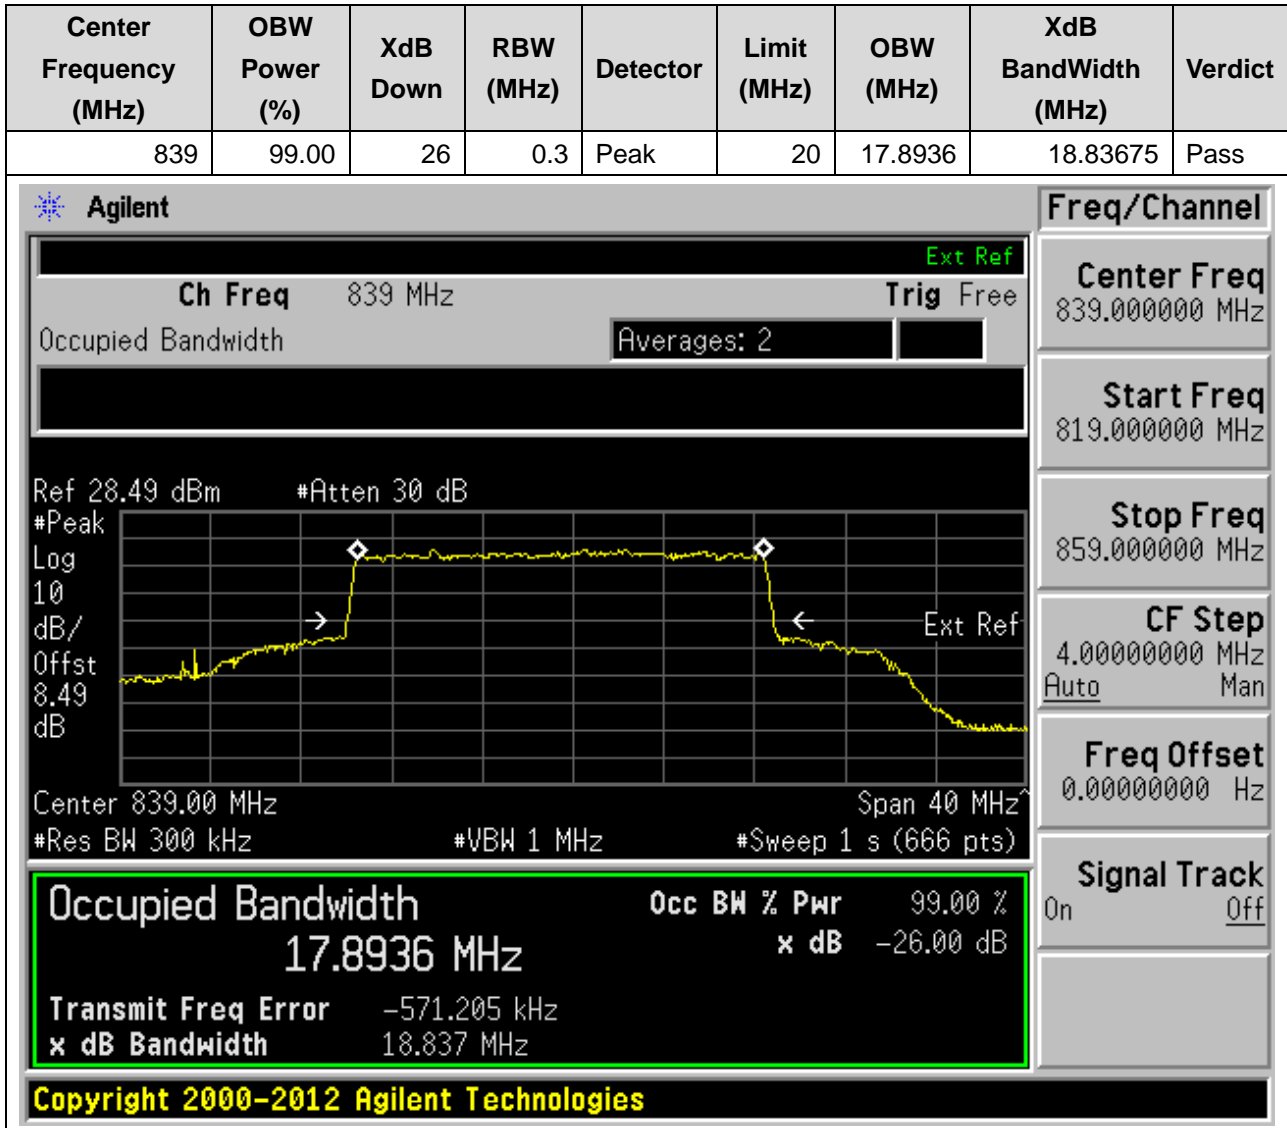 Center Frequency (MHz) OBW Power (%) XdB Down RBW (MHz) Detector Limit (MHz) OBW (MHz) XdB BandWidth (MHz) Verdict
839 99.00 26 0.3 Peak 20 17.8936 18.83675 Pass
Agilent
Freq/Channel
Ext Ref
Ch Freq 839 MHz Trig Free
Occupied Bandwidth Averages: 2
Center Freq
839.000000 MHz
Start Freq
819.000000 MHz
Stop Freq
859.000000 MHz
CF Step
4.00000000 MHz
Auto Man
Freq Offset
0.00000000 Hz
Signal Track
On Off
Ref 28.49 dBm #Atten 30 dB
#Peak
Log
10
dB/
Offst
8.49
dB
Ext Ref
Center 839.00 MHz Span 40 MHz^
#Res BW 300 kHz #VBW 1 MHz #Sweep 1 s (666 pts)
Occupied Bandwidth
17.8936 MHz
Occ BW % Pwr 99.00 %
x dB -26.00 dB
Transmit Freq Error -571.205 kHz
x dB Bandwidth 18.837 MHz
Copyright 2000-2012 Agilent Technologies